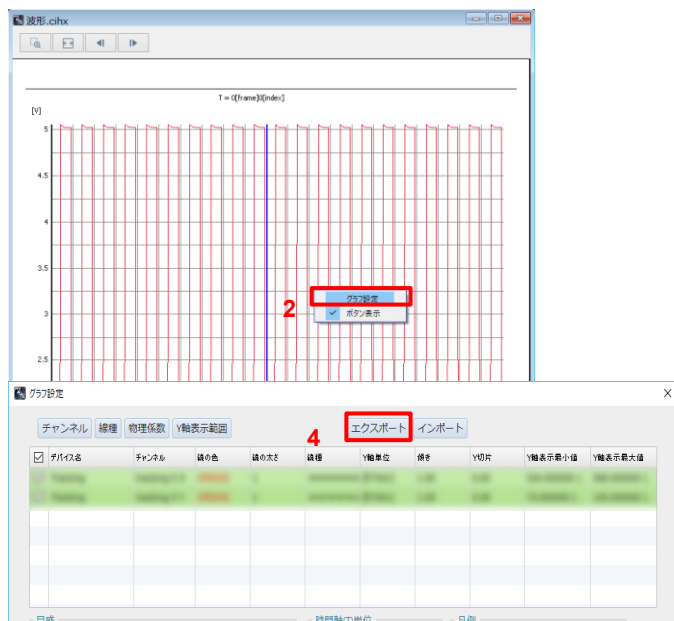 波形.cihx
T = 0[frame]0[index]
[V]
5
4.5
4
3.5
3
2.5
2
グラフ設定
ボタン表示
グラフ設定
チャンネル 線種 物理係数 Y軸表示範囲 4 エクスポート インポート
デバイス名 チャンネル 線の色 線の太さ 線種 Y軸単位 傾き Y切片 Y軸表示最小値 Y軸表示最大値
目盛 時間軸の単位 凡例